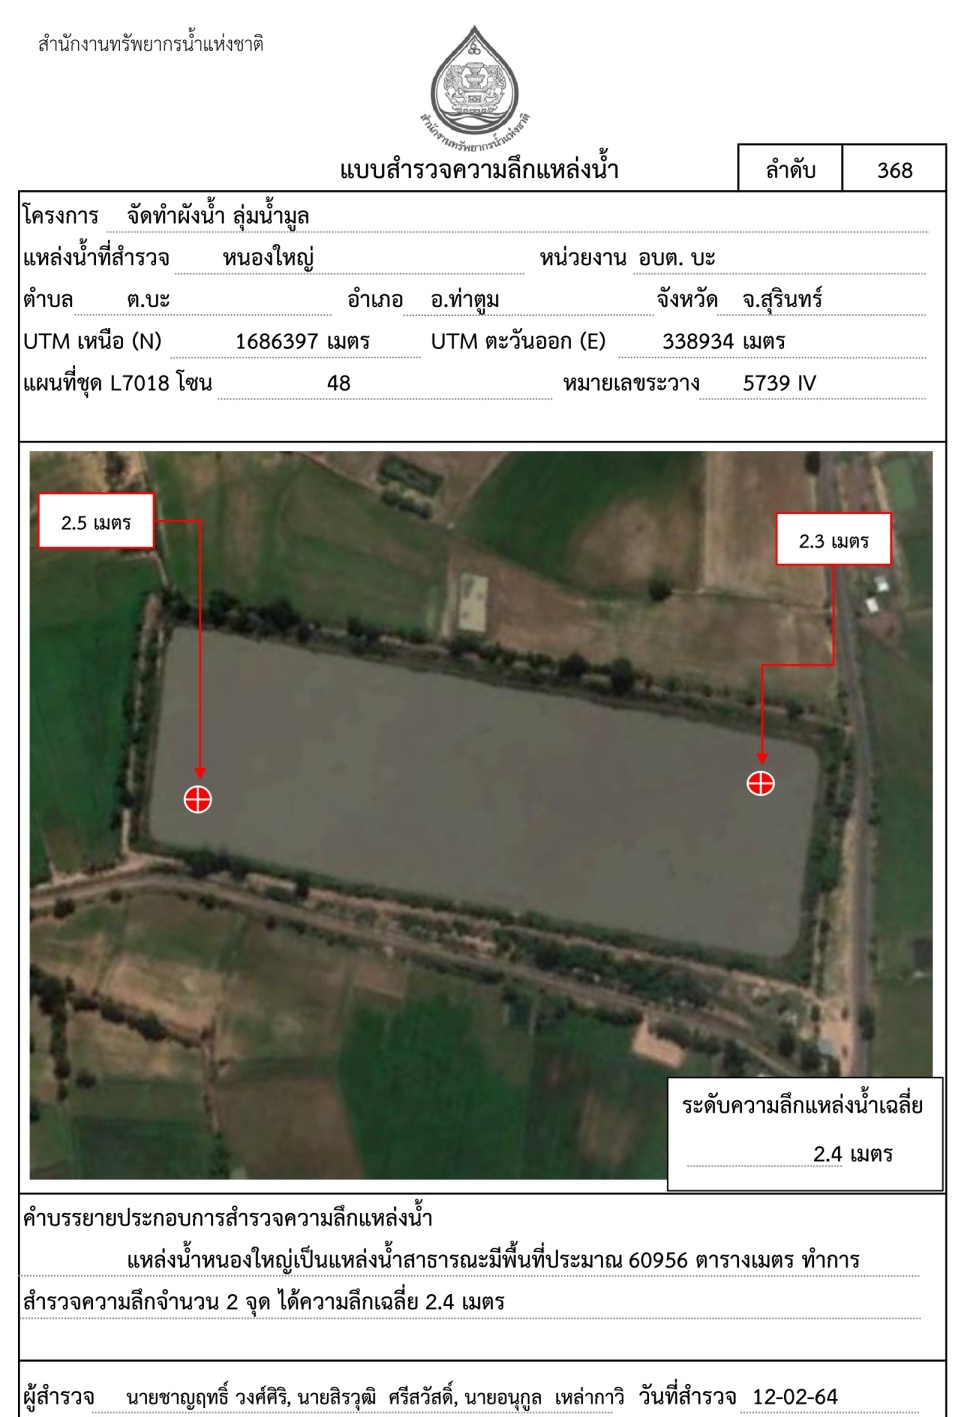 สำนักงานทรัพยากรน้ำแห่งชาติ
สำนักงานทรัพยากรน้ำแห่งชาติ
แบบสำรวจความลึกแหล่งน้ำ ลำดับ 368
โครงการ จัดทำผังน้ำ ลุ่มน้ำมูล
แหล่งน้ำที่สำรวจ หนองใหญ่ หน่วยงาน อบต. บะ
ตำบล ต.บะ อำเภอ อ.ท่าตูม จังหวัด จ.สุรินทร์
UTM เหนือ (N) 1686397 เมตร UTM ตะวันออก (E) 338934 เมตร
แผนที่ชุด L7018 โซน 48 หมายเลขระวาง 5739 IV
2.5 เมตร
2.3 เมตร
ระดับความลึกแหล่งน้ำเฉลี่ย
2.4 เมตร
คำบรรยายประกอบการสำรวจความลึกแหล่งน้ำ
แหล่งน้ำหนองใหญ่เป็นแหล่งน้ำสาธารณะมีพื้นที่ประมาณ 60956 ตารางเมตร ทำการ
สำรวจความลึกจำนวน 2 จุด ได้ความลึกเฉลี่ย 2.4 เมตร
ผู้สำรวจ นายชาญฤทธิ์ วงศ์ศิริ, นายสิรวุฒิ ศรีสวัสดิ์, นายอนุกูล เหล่ากาวิ วันที่สำรวจ 12-02-64